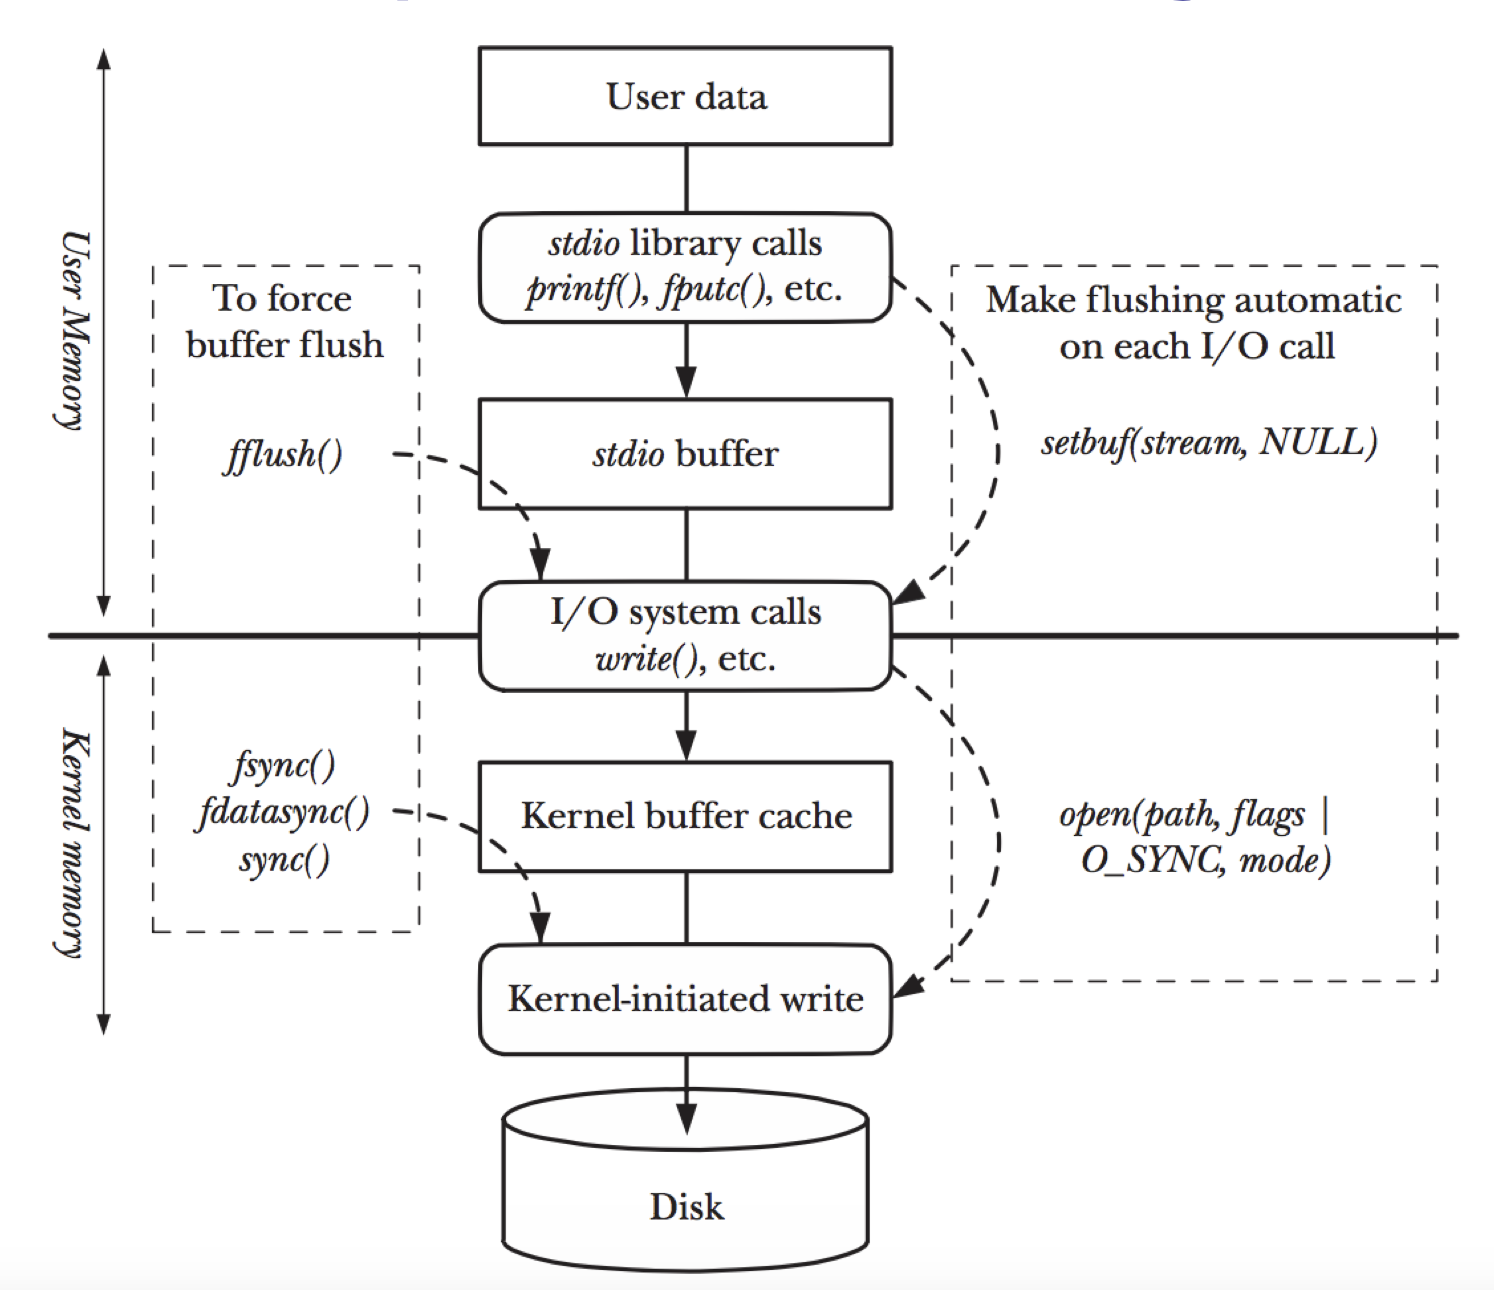 User data
stdio library calls
printf(), fputc(), etc.
To force
buffer flush
Make flushing automatic
on each I/O call
User Memory
fflush()
stdio buffer
setbuf(stream, NULL)
I/O system calls
write(), etc.
Kernel memory
fsync()
fdatasync()
sync()
Kernel buffer cache
open(path, flags |
O_SYNC, mode)
Kernel-initiated write
Disk